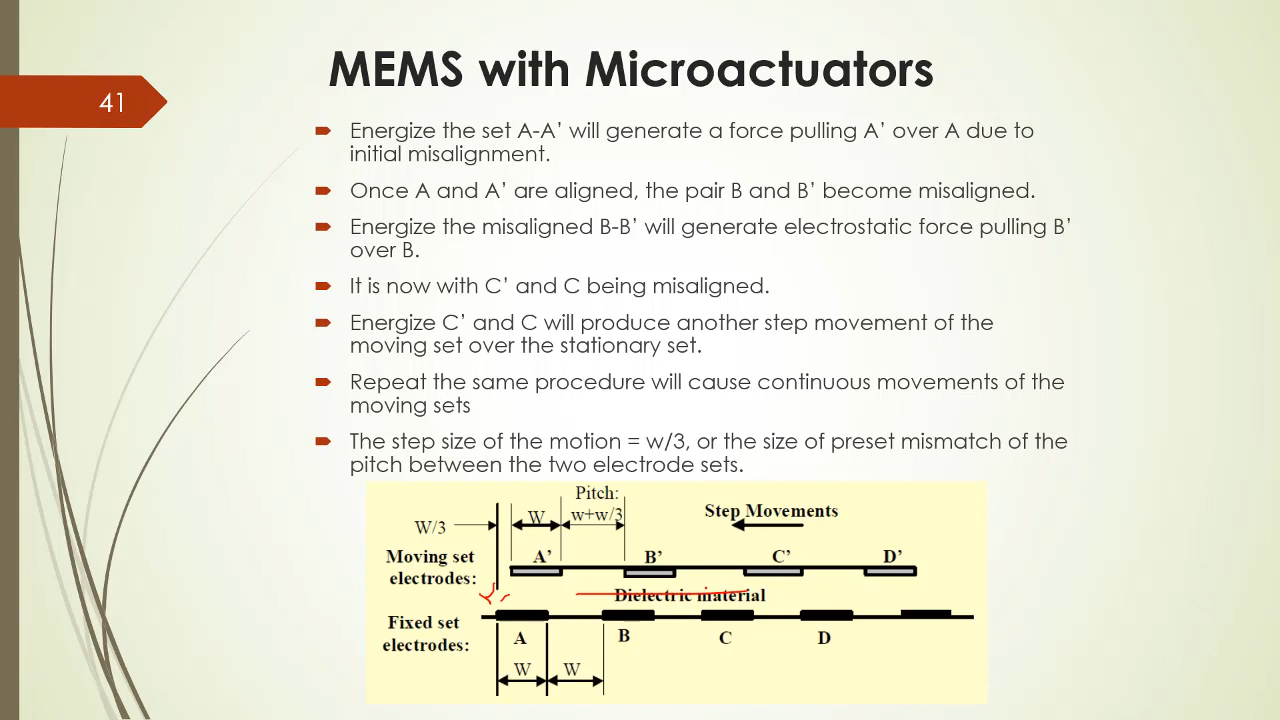 MEMS with Microactuators
41
Energize the set A-A’ will generate a force pulling A’ over A due to
initial misalignment.
Once A and A’ are aligned, the pair B and B’ become misaligned.
Energize the misaligned B-B’ will generate electrostatic force pulling B’
over B.
It is now with C’ and C being misaligned.
Energize C’ and C will produce another step movement of the
moving set over the stationary set.
Repeat the same procedure will cause continuous movements of the
moving sets
The step size of the motion = w/3, or the size of preset mismatch of the
pitch between the two electrode sets.
Pitch:
W/3 W w+w/3 Step Movements
Moving set A’ B’ C’ D’
electrodes:
Dielectric material
Fixed set
electrodes:
A B C D
W W